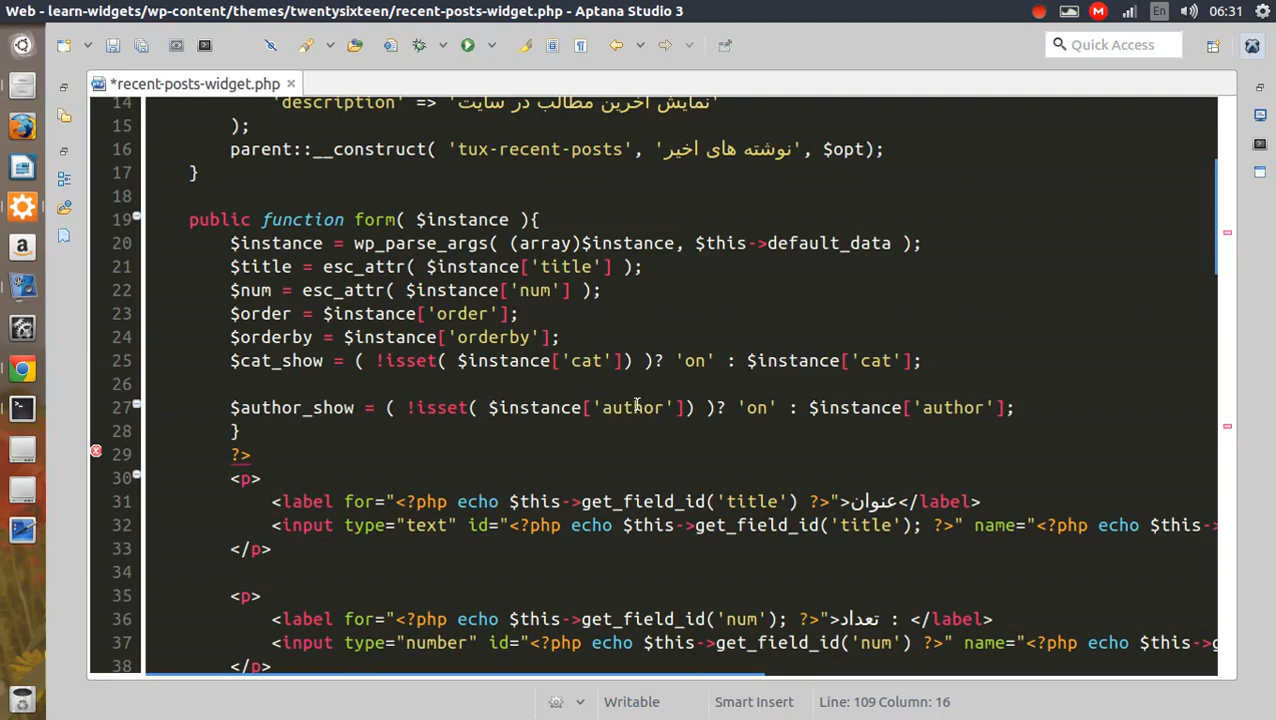 Web - learn-widgets/wp-content/themes/twentysixteen/recent-posts-widget.php - Aptana Studio 3
En
06:31
Quick Access
*recent-posts-widget.php
14 'description' => 'نمایش آخرین مطالب در سایت'
15 );
16 parent::__construct( 'tux-recent-posts', 'نوشته های اخیر', $opt);
17 }
18
19 public function form( $instance ){
20 $instance = wp_parse_args( (array)$instance, $this->default_data );
21 $title = esc_attr( $instance['title'] );
22 $num = esc_attr( $instance['num'] );
23 $order = $instance['order'];
24 $orderby = $instance['orderby'];
25 $cat_show = ( !isset( $instance['cat']) )? 'on' : $instance['cat'];
26
27 $author_show = ( !isset( $instance['author']) )? 'on' : $instance['author'];
28 }
29 ?>
30 <p>
31 <label for="<?php echo $this->get_field_id('title') ?>">عنوان</label>
32 <input type="text" id="<?php echo $this->get_field_id('title'); ?>" name="<?php echo $this->
33 </p>
34
35 <p>
36 <label for="<?php echo $this->get_field_id('num'); ?>">تعداد : </label>
37 <input type="number" id="<?php echo $this->get_field_id('num') ?>" name="<?php echo $this->g
38 </p>
Writable
Smart Insert
Line: 109 Column: 16